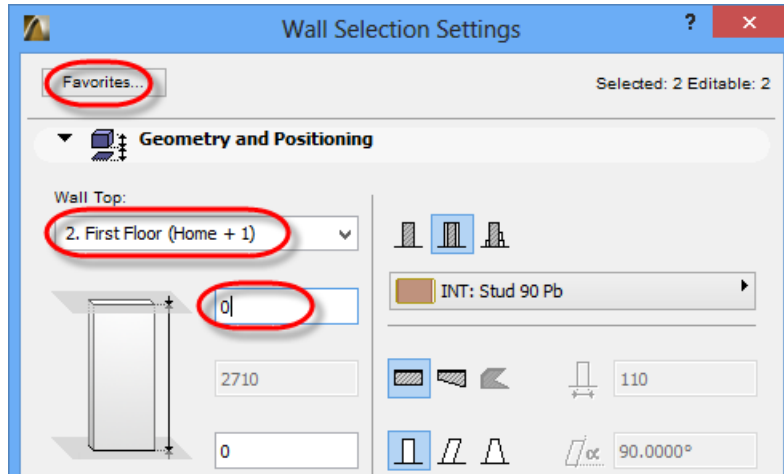 Wall Selection Settings ? ×
Favorites...
Selected: 2 Editable: 2
Geometry and Positioning
Wall Top:
2. First Floor (Home + 1)
INT: Stud 90 Pb
0
2710
110
0
α 90.0000°